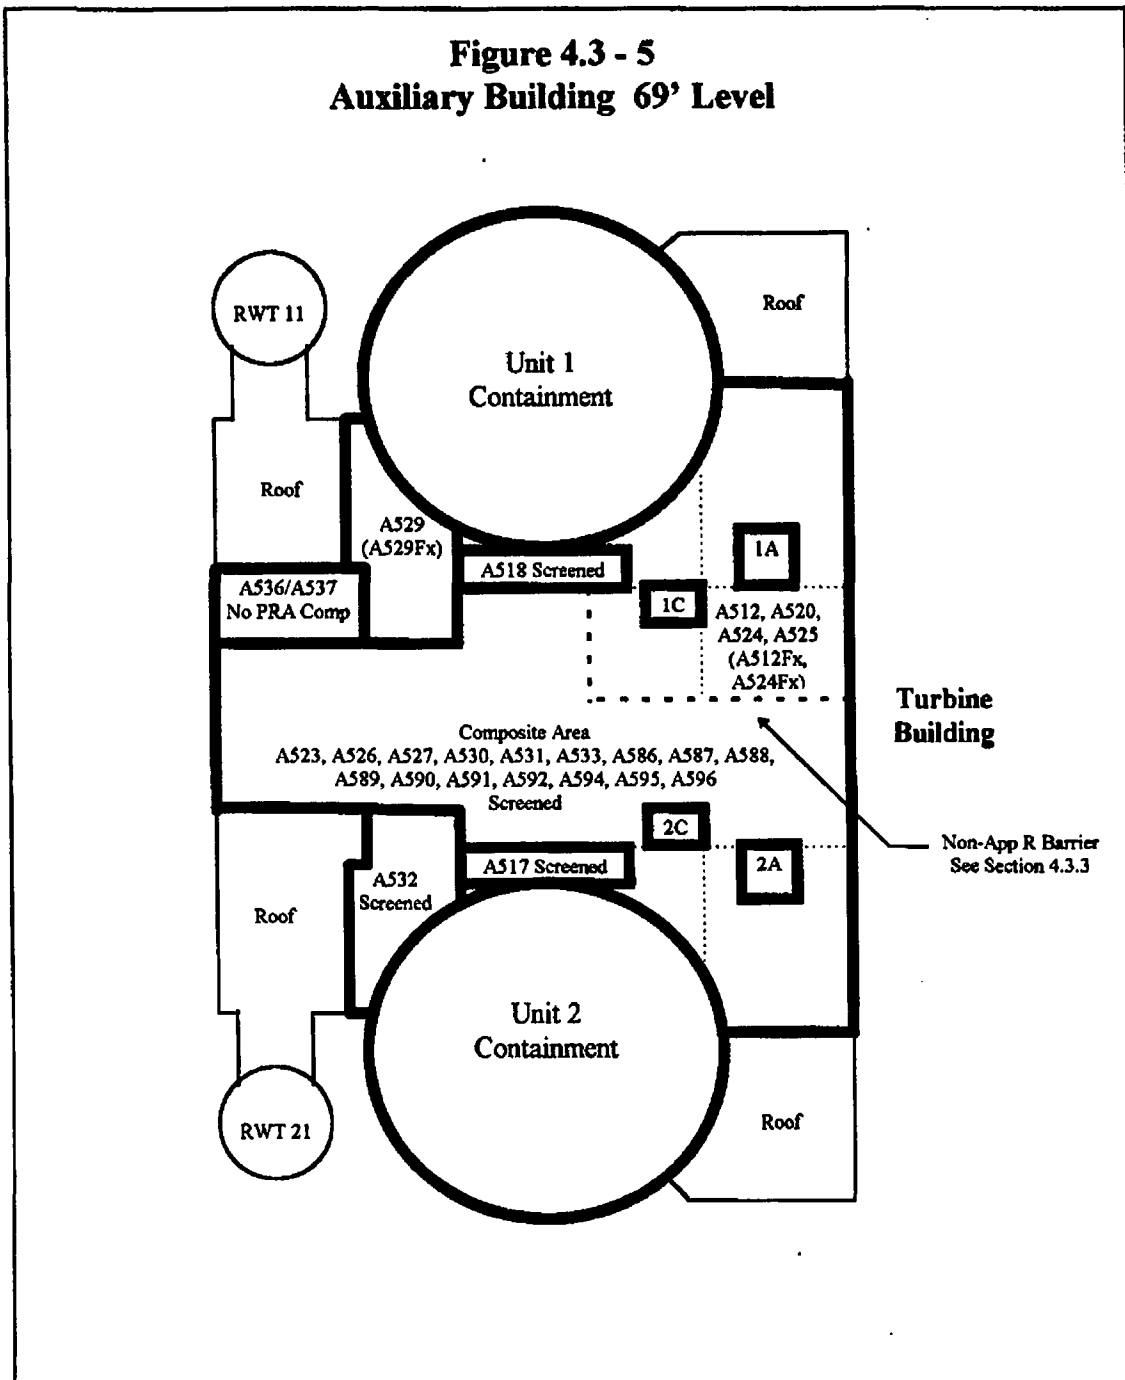 Figure 4.3 - 5
Auxiliary Building 69' Level
RWT 11
Roof
Unit 1
Containment
Roof
A529
(A529Fx)
A518 Screened
1A
A536/A537
No PRA Comp
1C
A512, A520,
A524, A525
(A512Fx,
A524Fx)
Turbine
Building
Composite Area
A523, A526, A527, A530, A531, A533, A586, A587, A588,
A589, A590, A591, A592, A594, A595, A596
Screened
2C
Non-App R Barrier
See Section 4.3.3
A517 Screened
2A
A532
Screened
Roof
Unit 2
Containment
RWT 21
Roof